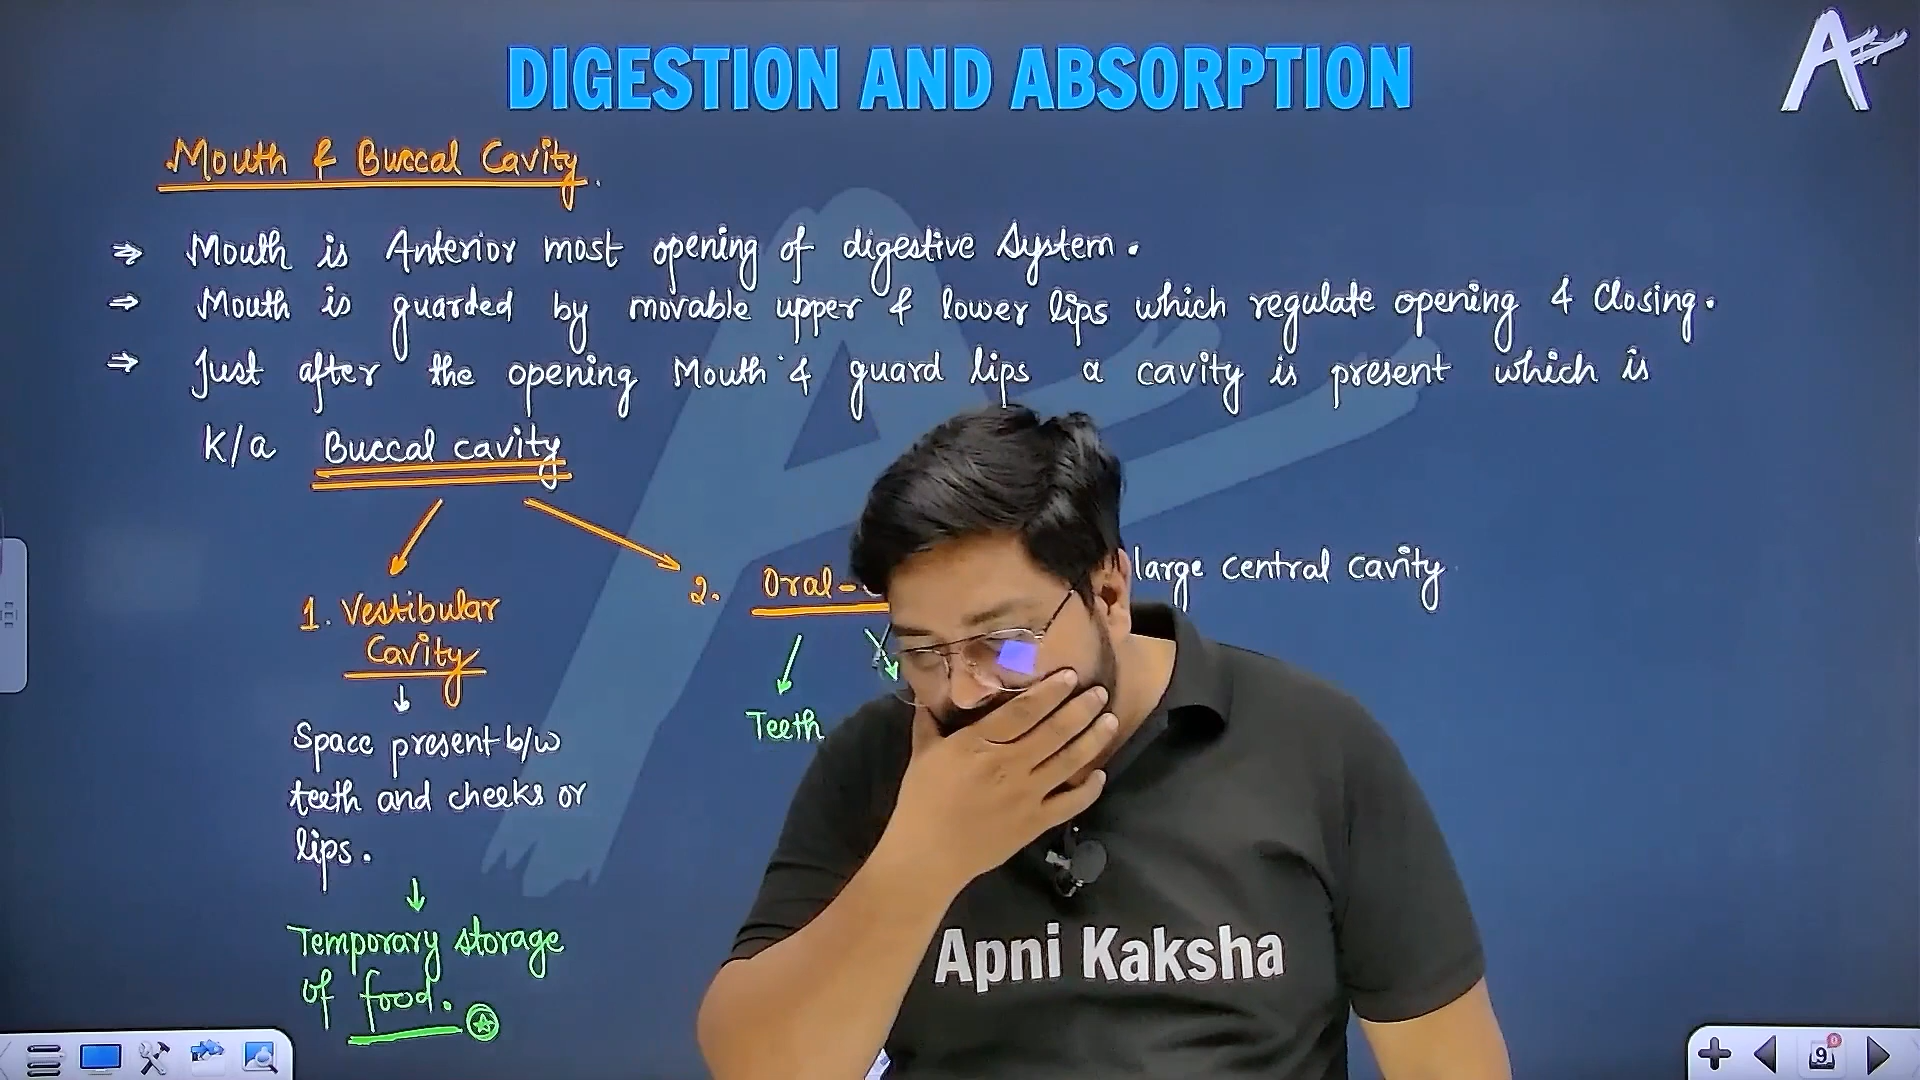 DIGESTION AND ABSORPTION
Mouth & Buccal Cavity.
⇒ Mouth is Anterior most opening of digestive System.
⇒ Mouth is guarded by movable upper & lower lips which regulate opening & Closing.
⇒ Just after the opening Mouth & guard lips a cavity is present which is
K/a Buccal cavity
1. Vestibular
Cavity
Space present b/w
teeth and cheeks or
lips.
Temporary storage
of food.
2. Oral-
large central cavity
Teeth
Apni Kaksha
9
0